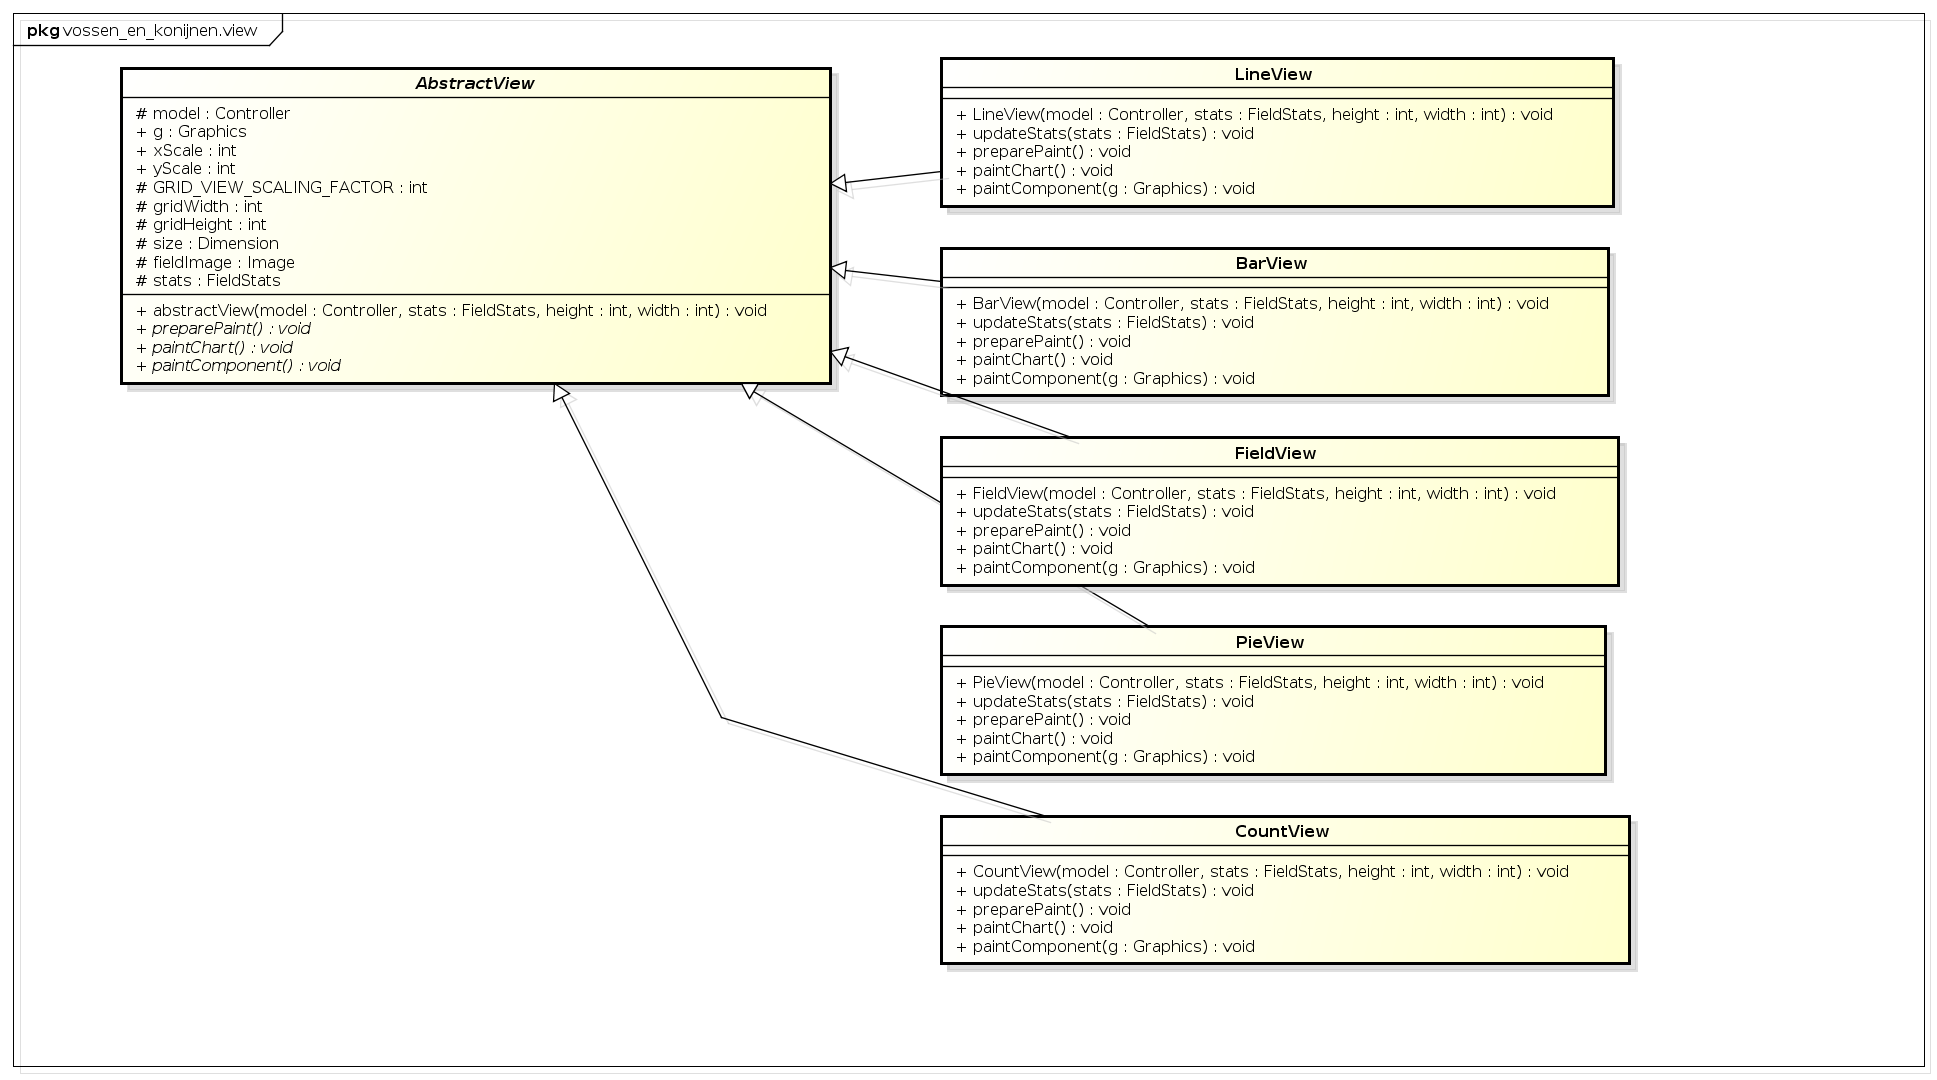 pkg vossen_en_konijnen.view
AbstractView
# model : Controller
+ g : Graphics
+ xScale : int
+ yScale : int
# GRID_VIEW_SCALING_FACTOR : int
# gridWidth : int
# gridHeight : int
# size : Dimension
# fieldImage : Image
# stats : FieldStats
+ abstractView(model : Controller, stats : FieldStats, height : int, width : int) : void
+ preparePaint() : void
+ paintChart() : void
+ paintComponent() : void
LineView
+ LineView(model : Controller, stats : FieldStats, height : int, width : int) : void
+ updateStats(stats : FieldStats) : void
+ preparePaint() : void
+ paintChart() : void
+ paintComponent(g : Graphics) : void
BarView
+ BarView(model : Controller, stats : FieldStats, height : int, width : int) : void
+ updateStats(stats : FieldStats) : void
+ preparePaint() : void
+ paintChart() : void
+ paintComponent(g : Graphics) : void
FieldView
+ FieldView(model : Controller, stats : FieldStats, height : int, width : int) : void
+ updateStats(stats : FieldStats) : void
+ preparePaint() : void
+ paintChart() : void
+ paintComponent(g : Graphics) : void
PieView
+ PieView(model : Controller, stats : FieldStats, height : int, width : int) : void
+ updateStats(stats : FieldStats) : void
+ preparePaint() : void
+ paintChart() : void
+ paintComponent(g : Graphics) : void
CountView
+ CountView(model : Controller, stats : FieldStats, height : int, width : int) : void
+ updateStats(stats : FieldStats) : void
+ preparePaint() : void
+ paintChart() : void
+ paintComponent(g : Graphics) : void